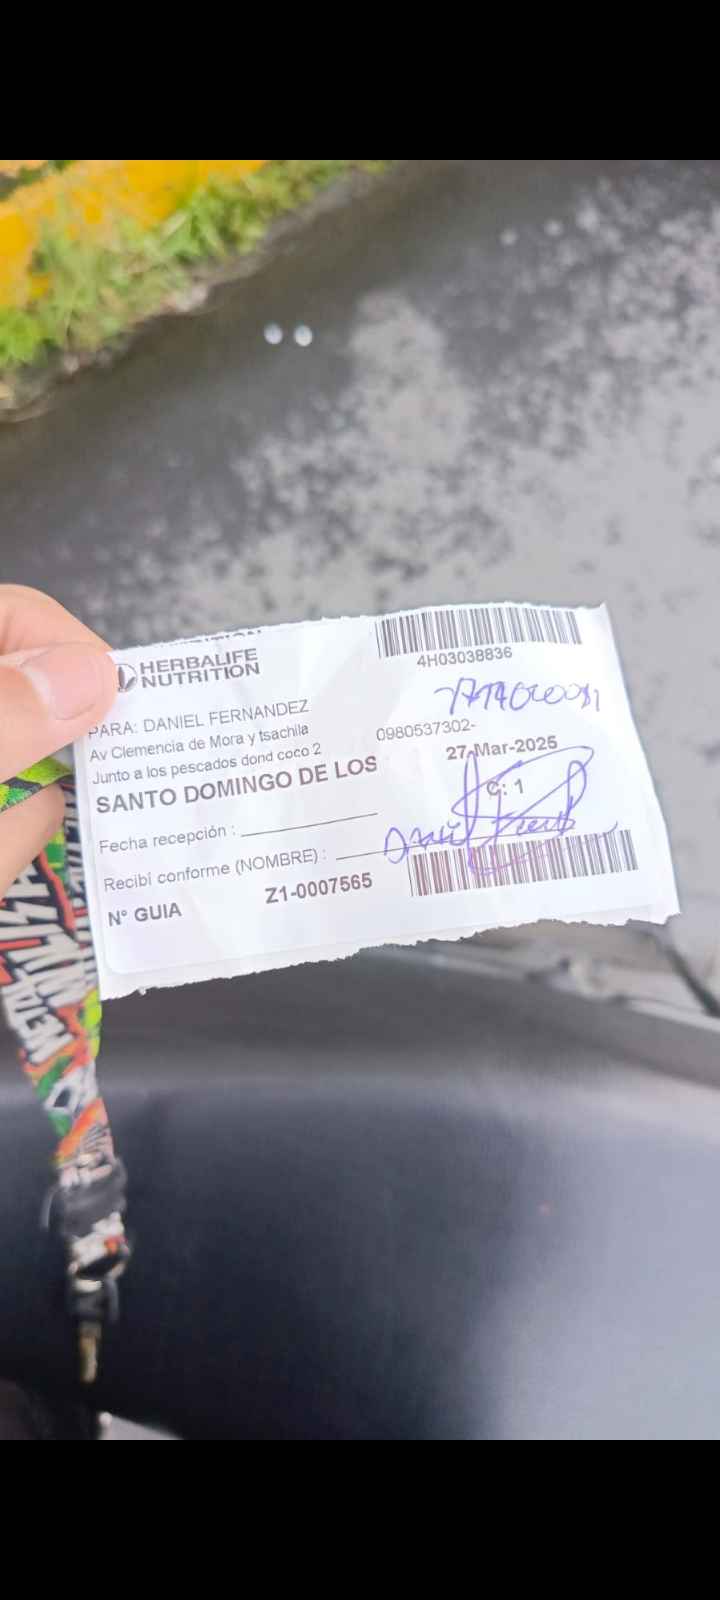 HERBALIFE
NUTRITION
4H03038836
PARA: DANIEL FERNANDEZ
Av Clemencia de Mora y tsachila
0980537302-
Junto a los pescados dond coco 2
27-Mar-2025
SANTO DOMINGO DE LOS
C: 1
Fecha recepción :
Recibí conforme (NOMBRE) :
N° GUIA
Z1-0007565